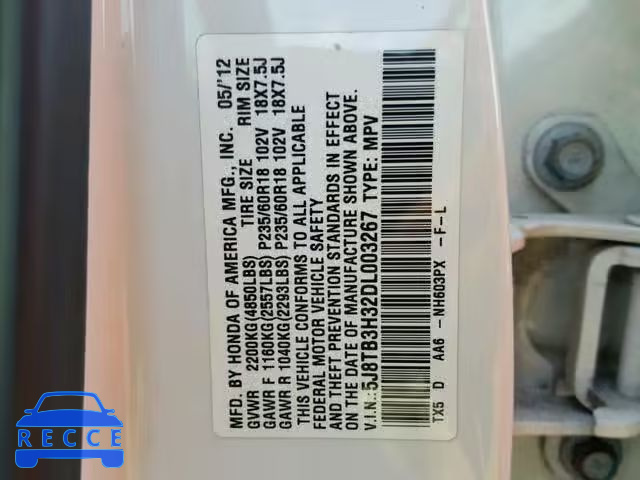 MFD. BY HONDA OF AMERICA MFG., INC. 05/'12
GVWR 2200KG(4850LBS) TIRE SIZE RIM SIZE
GAWR F 1160KG(2557LBS) P235/60R18 102V 18X7.5J
GAWR R 1040KG(2293LBS) P235/60R18 102V 18X7.5J
THIS VEHICLE CONFORMS TO ALL APPLICABLE
FEDERAL MOTOR VEHICLE SAFETY
AND THEFT PREVENTION STANDARDS IN EFFECT
ON THE DATE OF MANUFACTURE SHOWN ABOVE.
V.I.N.:5J8TB3H32DL003267 TYPE: MPV
TX5 D AA6 -NH603PX -F-L
RECCE